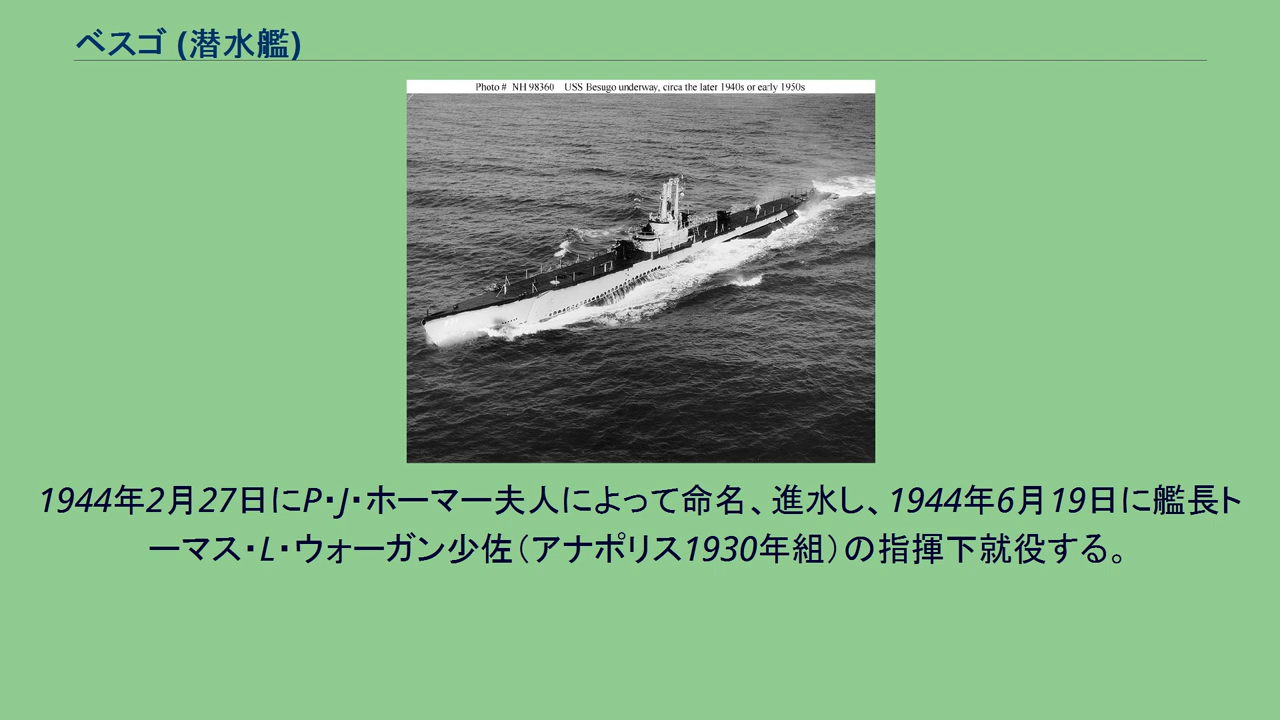 ベスゴ (潜水艦)
Photo # NH 98360 USS Besugo underway, circa the later 1940s or early 1950s
1944年2月27日にP・J・ホーマー夫人によって命名、進水し、1944年6月19日に艦長ト
ーマス・L・ウォーガン少佐（アナポリス1930年組）の指揮下就役する。